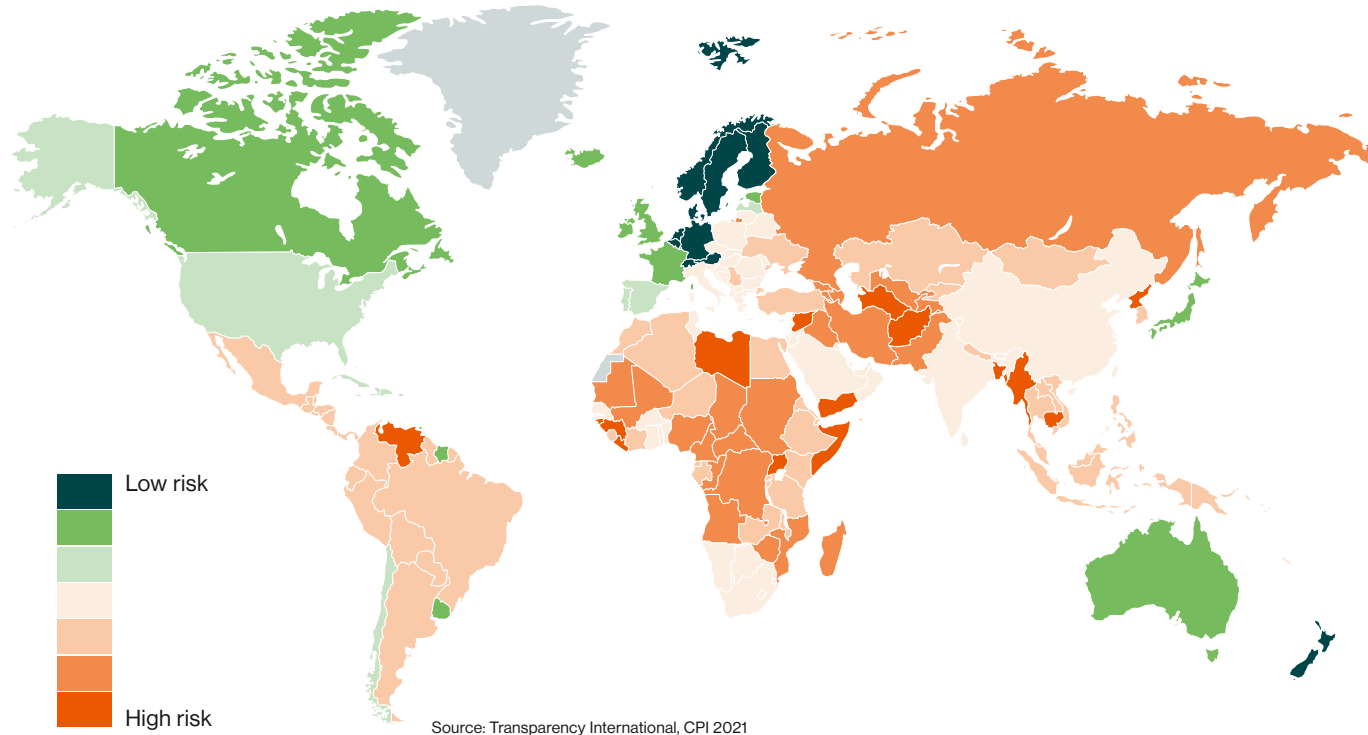 Low risk
High risk
Source: Transparency International, CPI 2021